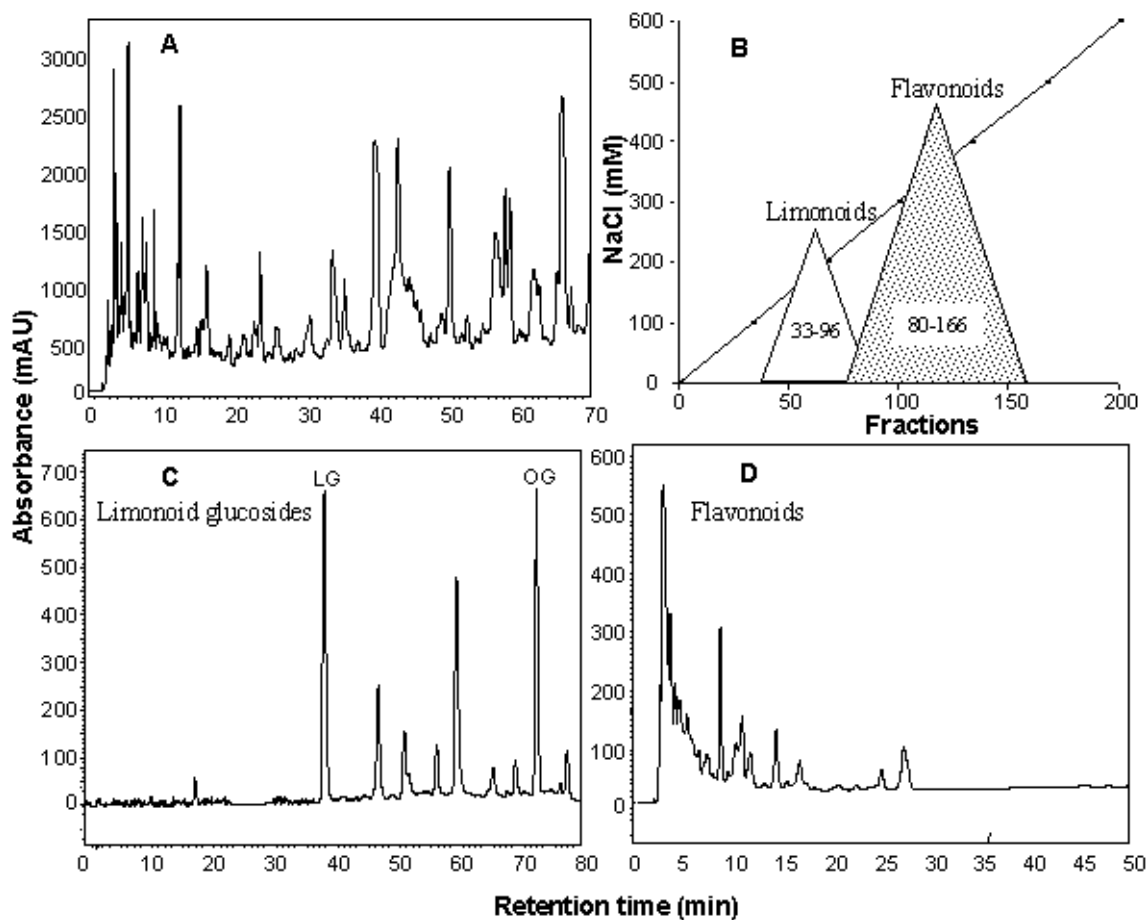 A
3000
2500
2000
1500
1000
500
0
0 10 20 30 40 50 60 70
B
600
500
400
300
200
100
0
NaCl (mM)
Flavonoids
Limonoids
33-96
80-166
0 50 100 150 200
Fractions
Absorbance (mAU)
C
LG
OG
Limonoid glucosides
700
600
500
400
300
200
100
0
0 10 20 30 40 50 60 70 80
D
Flavonoids
600
500
400
300
200
100
0
0 5 10 15 20 25 30 35 40 45 50
Retention time (min)